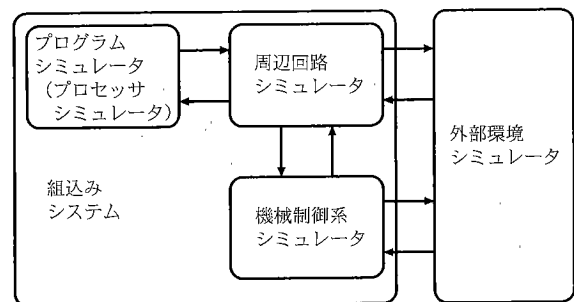 プログラム
シミュレータ
(プロセッサ
シミュレータ)
周辺回路
シミュレータ
外部環境
シミュレータ
組込み
システム
機械制御系
シミュレータ